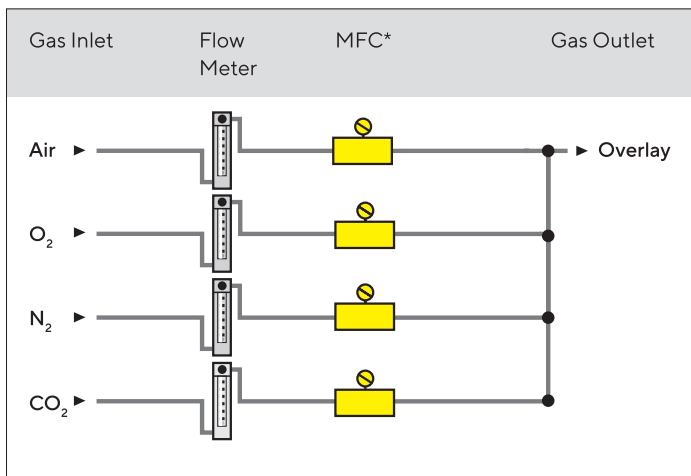 Gas Inlet
Flow Meter
MFC*
Gas Outlet
Air ► ► Overlay
O₂ ►
N₂ ►
CO₂ ►